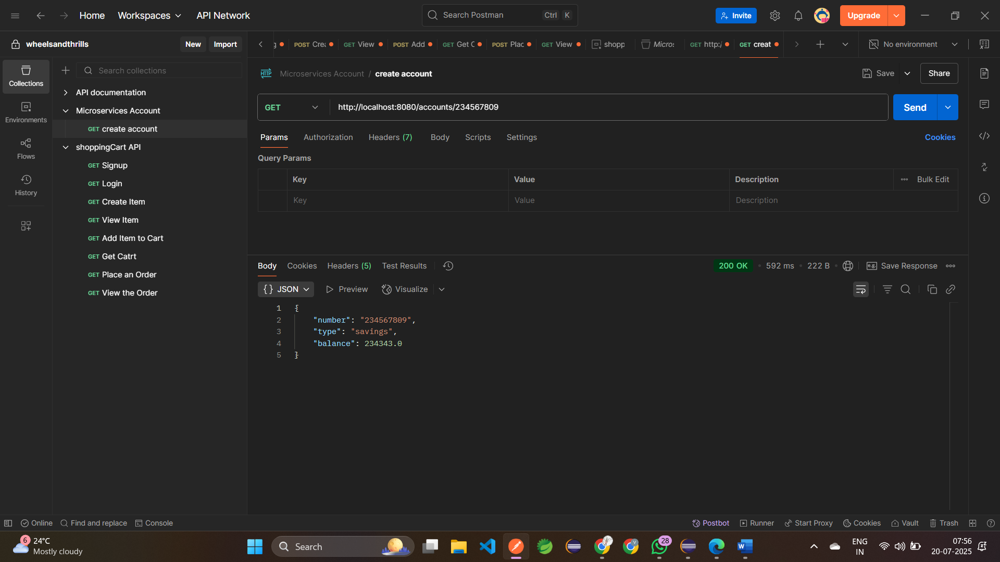 Home
Workspaces
API Network
Search Postman
Ctrl
K
Invite
Upgrade
wheelsandthrills
New
Import
POST Crea
GET View
POST Add
GET Get C
POST Plac
GET View
shopp
Micros
GET http:/
GET creat
No environment
Collections
Environments
Flows
History
Search collections
API documentation
Microservices Account
GET create account
shoppingCart API
GET Signup
GET Login
GET Create Item
GET View Item
GET Add Item to Cart
GET Get Catrt
GET Place an Order
GET View the Order
HTTP Microservices Account / create account
Save
Share
GET
http://localhost:8080/accounts/234567809
Send
Params
Authorization
Headers (7)
Body
Scripts
Settings
Cookies
Query Params
Key
Value
Description
Bulk Edit
Key
Value
Description
Body
Cookies
Headers (5)
Test Results
200 OK
592 ms
222 B
e.g.
Save Response
{} JSON
Preview
Visualize
1 {
2 "number": "234567809",
3 "type": "savings",
4 "balance": 234343.0
5 }
Online
Find and replace
Console
Postbot
Runner
Start Proxy
Cookies
Vault
Trash
6
24°C
Mostly cloudy
Search
V
28
ENG
IN
07:56
20-07-2025